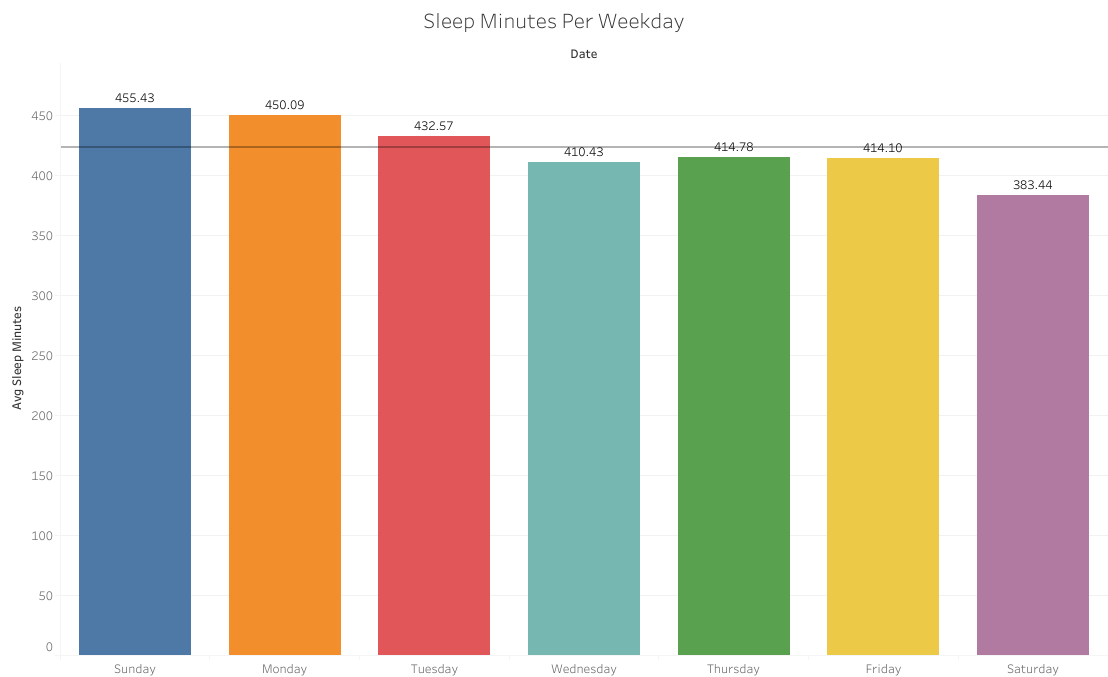 Sleep Minutes Per Weekday
Date
Avg Sleep Minutes
450
400
350
300
250
200
150
100
50
0
455.43
450.09
432.57
410.43
414.78
414.10
383.44
Sunday
Monday
Tuesday
Wednesday
Thursday
Friday
Saturday